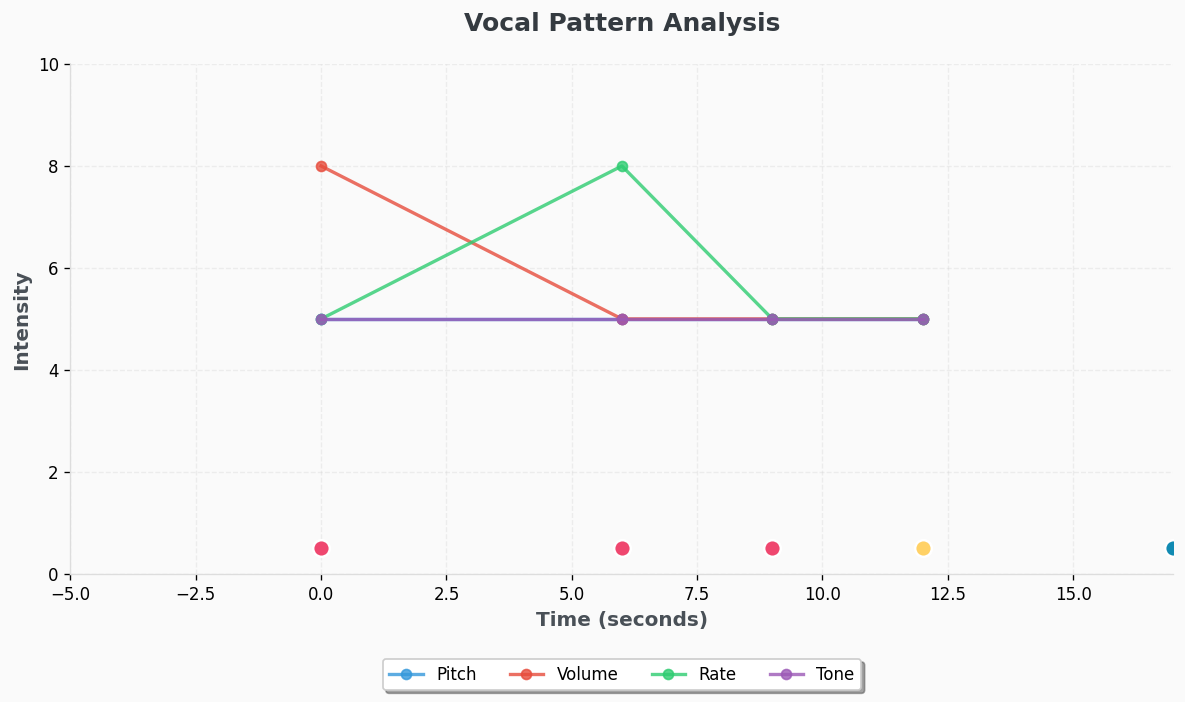 Vocal Pattern Analysis
10
8
6
4
2
0
Intensity
−5.0 −2.5 0.0 2.5 5.0 7.5 10.0 12.5 15.0
Time (seconds)
Pitch Volume Rate Tone